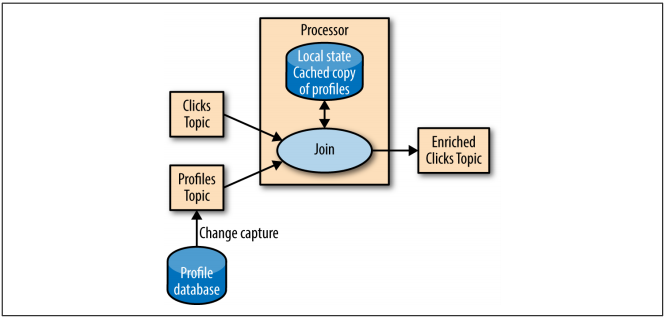 Processor
Local state
Cached copy
of profiles
Clicks
Topic
Join
Enriched
Clicks Topic
Profiles
Topic
Change capture
Profile
database